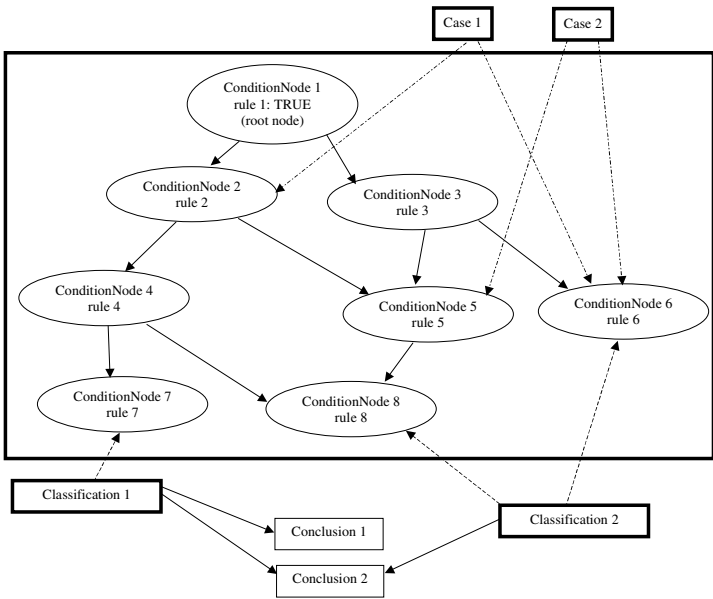 Case 1
Case 2
ConditionNode 1
rule 1: TRUE
(root node)
ConditionNode 2
rule 2
ConditionNode 3
rule 3
ConditionNode 4
rule 4
ConditionNode 5
rule 5
ConditionNode 6
rule 6
ConditionNode 7
rule 7
ConditionNode 8
rule 8
Classification 1
Classification 2
Conclusion 1
Conclusion 2